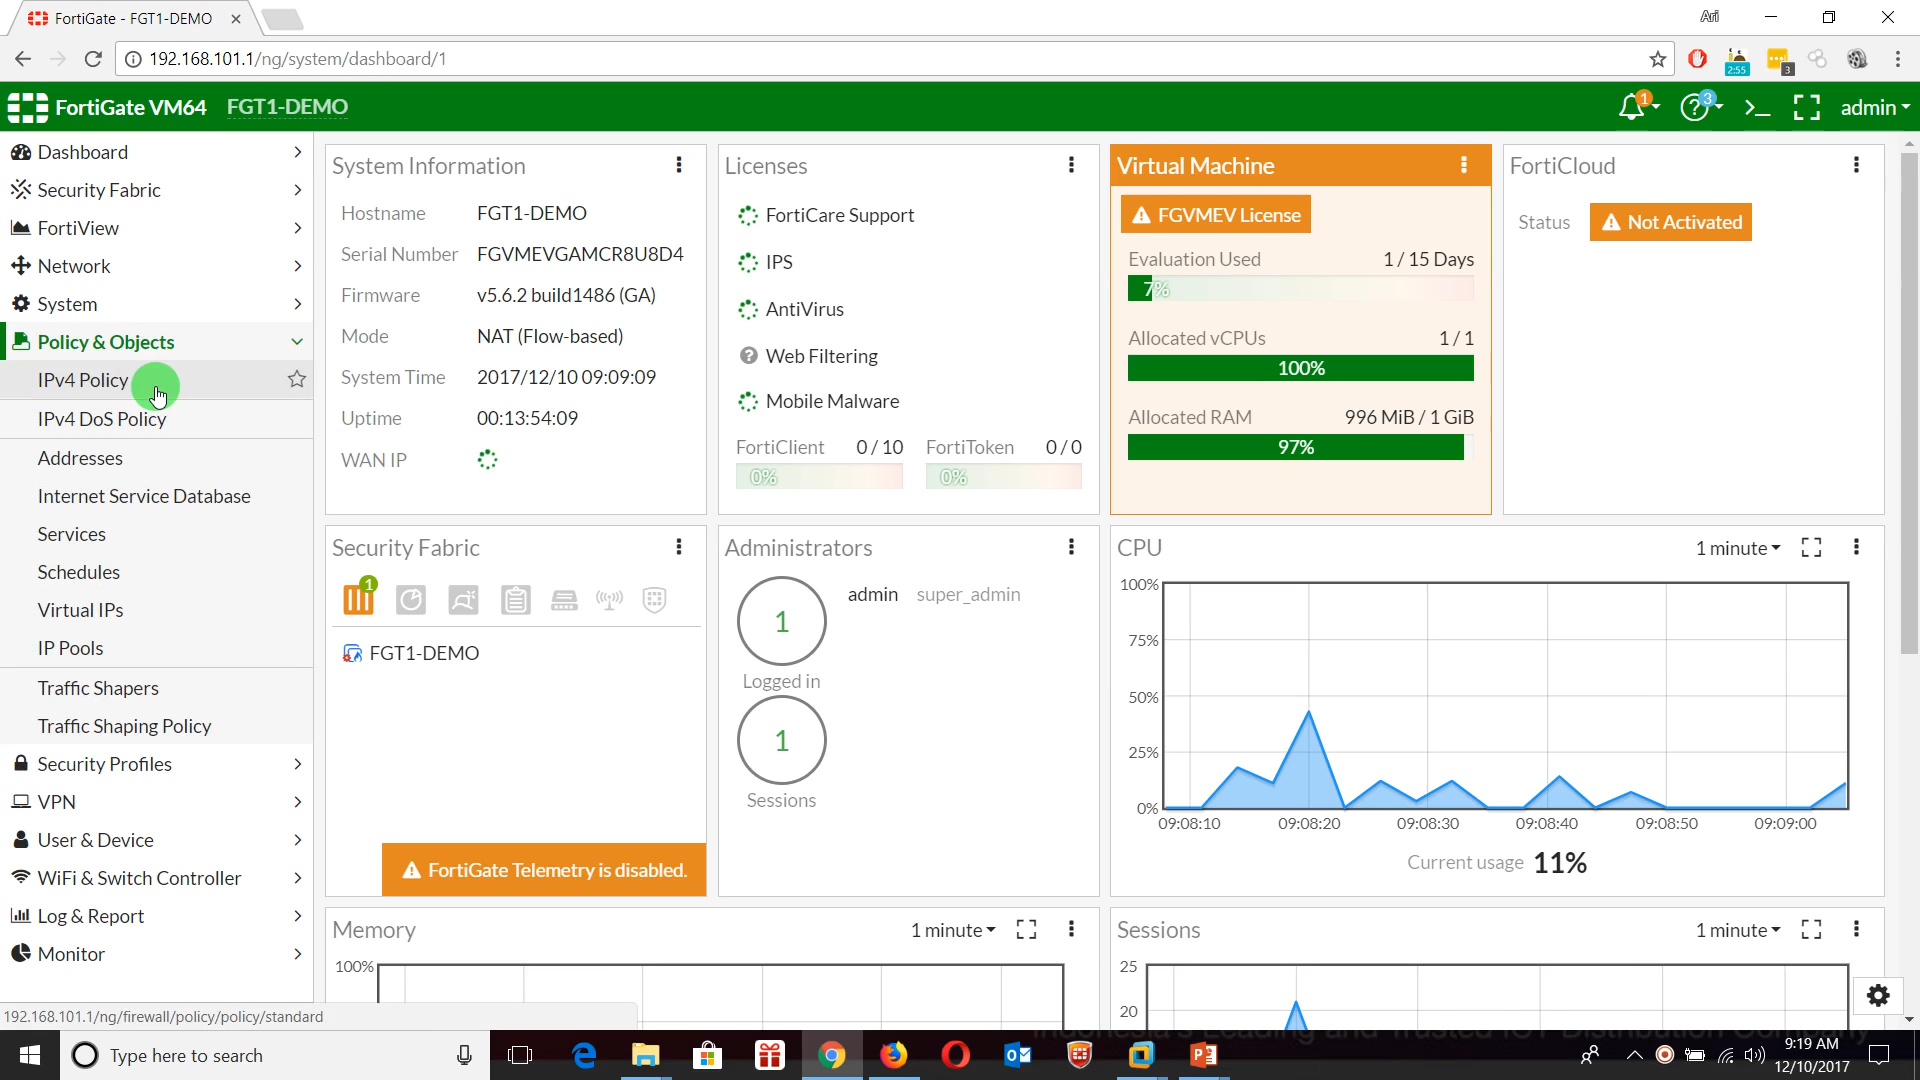 FortiGate - FGT1-DEMO
Ari
192.168.101.1/ng/system/dashboard/1
2:55
3
FortiGate VM64 FGT1-DEMO
1
3
admin
Dashboard
Security Fabric
FortiView
Network
System
Policy & Objects
IPv4 Policy
IPv4 DoS Policy
Addresses
Internet Service Database
Services
Schedules
Virtual IPs
IP Pools
Traffic Shapers
Traffic Shaping Policy
Security Profiles
VPN
User & Device
WiFi & Switch Controller
Log & Report
Monitor
192.168.101.1/ng/firewall/policy/policy/standard
System Information
Hostname FGT1-DEMO
Serial Number FGVMEVGAMCR8U8D4
Firmware v5.6.2 build1486 (GA)
Mode NAT (Flow-based)
System Time 2017/12/10 09:09:09
Uptime 00:13:54:09
WAN IP
Licenses
FortiCare Support
IPS
AntiVirus
Web Filtering
Mobile Malware
FortiClient 0 / 10 FortiToken 0 / 0
0% 0%
Virtual Machine
FGVMEV License
Evaluation Used 1 / 15 Days
7%
Allocated vCPUs 1 / 1
100%
Allocated RAM 996 MiB / 1 GiB
97%
FortiCloud
Status Not Activated
Security Fabric
1
FGT1-DEMO
FortiGate Telemetry is disabled.
Administrators
1 admin super_admin
Logged in
1
Sessions
CPU 1 minute
100%
75%
50%
25%
0%
09:08:10 09:08:20 09:08:30 09:08:40 09:08:50 09:09:00
Current usage 11%
Memory 1 minute
100%
Sessions 1 minute
25
20
Type here to search
9:19 AM
12/10/2017